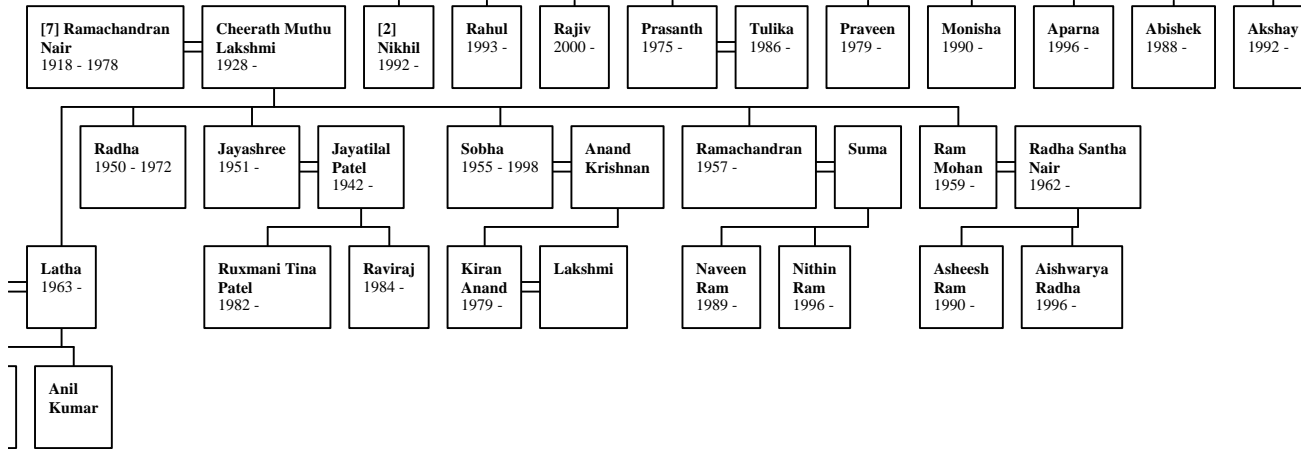 [7] Ramachandran
Nair
1918 - 1978
Cheerath Muthu
Lakshmi
1928 -
[2]
Nikhil
1992 -
Rahul
1993 -
Rajiv
2000 -
Prasanth
1975 -
Tulika
1986 -
Praveen
1979 -
Monisha
1990 -
Aparna
1996 -
Abishek
1988 -
Akshay
1992 -
Radha
1950 - 1972
Jayashree
1951 -
Jayatilal
Patel
1942 -
Sobha
1955 - 1998
Anand
Krishnan
Ramachandran
1957 -
Suma
Ram
Mohan
1959 -
Radha Santha
Nair
1962 -
Latha
1963 -
Ruxmani Tina
Patel
1982 -
Raviraj
1984 -
Kiran
Anand
1979 -
Lakshmi
Naveen
Ram
1989 -
Nithin
Ram
1996 -
Asheesh
Ram
1990 -
Aishwarya
Radha
1996 -
Anil
Kumar